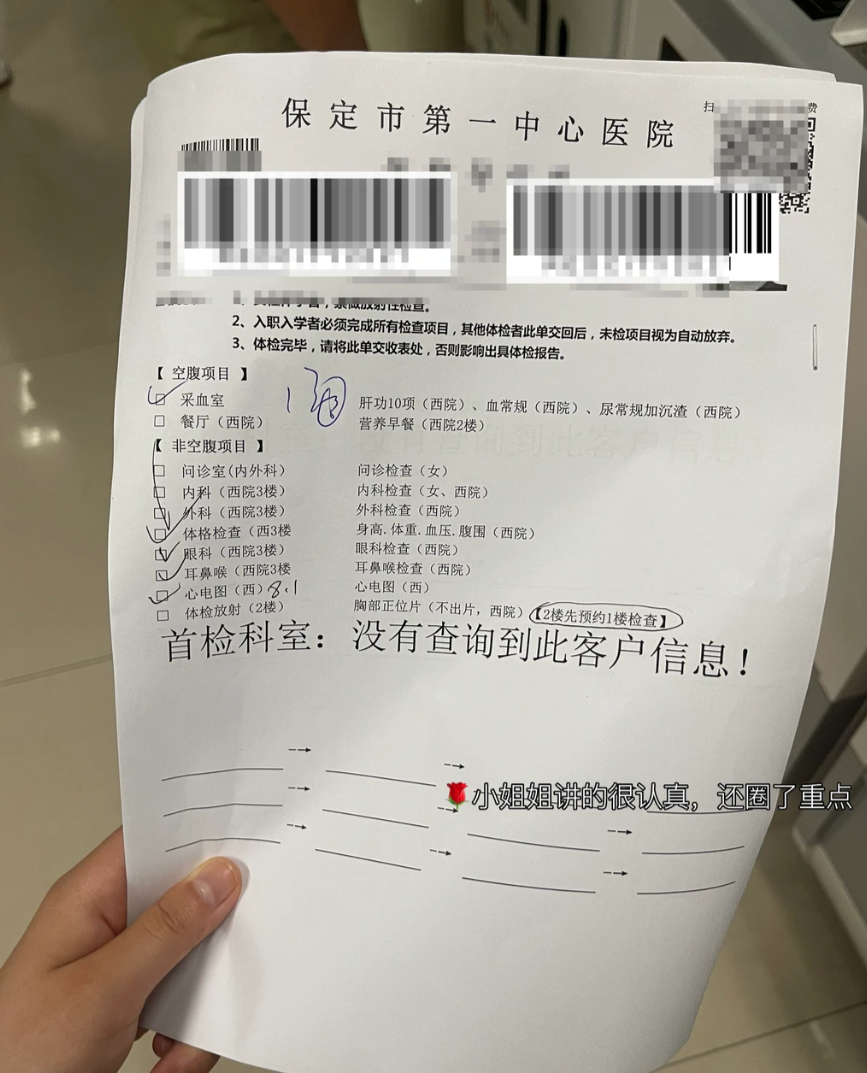 保定市第一中心医院
扫 费
2、入职入学者必须完成所有检查项目，其他体检者此单交回后，未检项目视为自动放弃。
3、体检完毕，请将此单交收表处，否则影响出具体检报告。
【 空腹项目 】
□ 采血室 肝功10项（西院）、血常规（西院）、尿常规加沉渣（西院）
□ 餐厅（西院） 营养早餐（西院2楼）
【 非空腹项目 】
□ 问诊室(内外科) 问诊检查（女）
□ 内科（西院3楼） 内科检查（女、西院）
□ 外科（西院3楼） 外科检查（西院）
□ 体格检查（西3楼 身高.体重.血压.腹围（西院）
□ 眼科（西院3楼） 眼科检查（西院）
□ 耳鼻喉（西院3楼 耳鼻喉检查（西院）
□ 心电图（西）8.1 心电图（西）
□ 体检放射（2楼） 胸部正位片（不出片，西院）【2楼先预约1楼检查】
首检科室：没有查询到此客户信息！
🌹小姐姐讲的很认真，还圈了重点